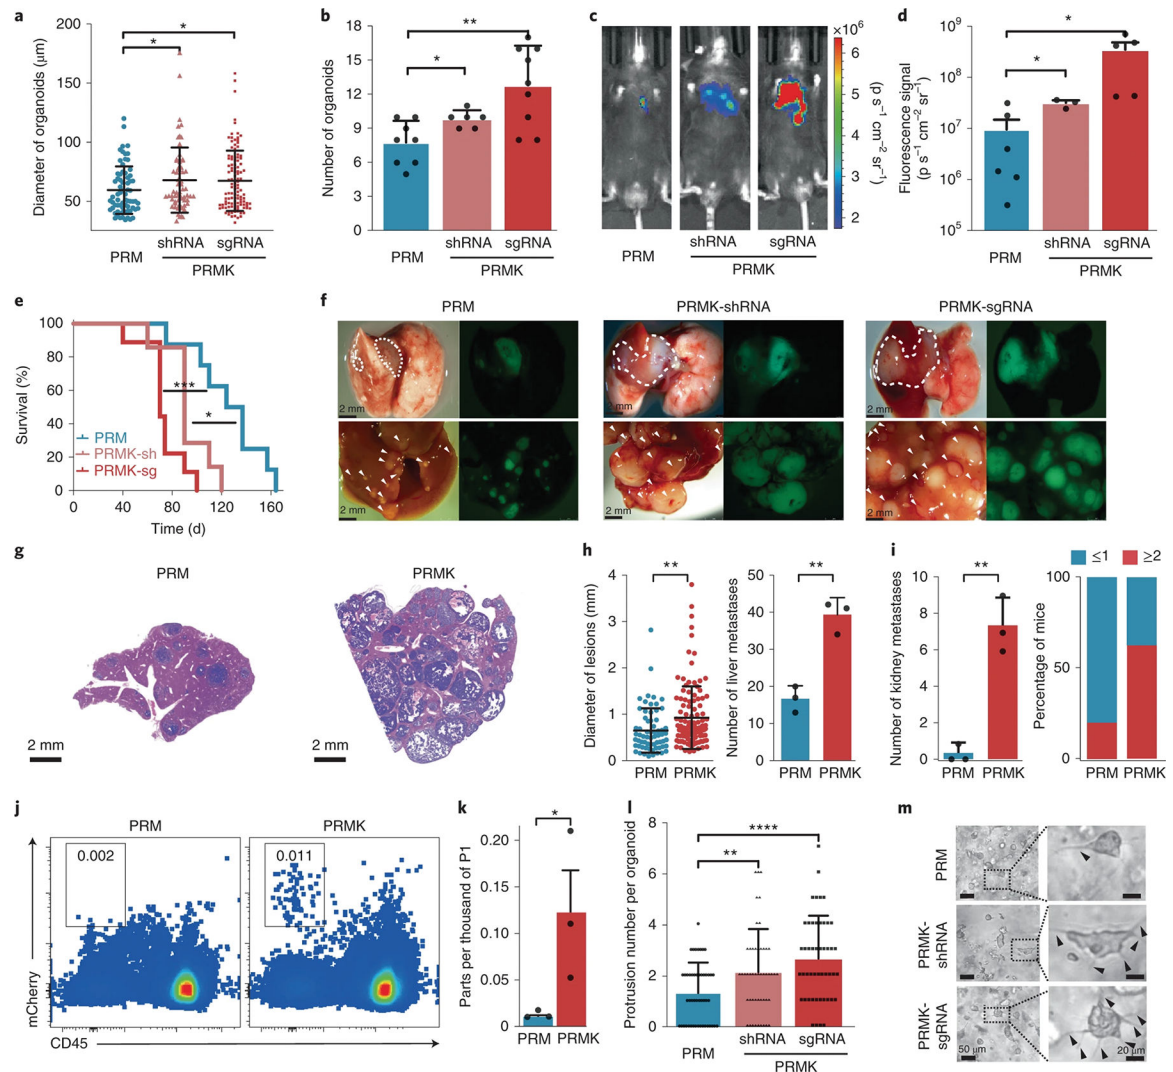 a
Diameter of organoids (μm)
200
150
100
50
*
*
shRNA
sgRNA
PRM
PRMK
b
Number of organoids
18
15
12
9
6
3
0
**
*
shRNA
sgRNA
PRM
PRMK
c
×10⁶
6
5
4
3
2
(p s⁻¹ cm⁻² sr⁻¹)
shRNA
sgRNA
PRM
PRMK
d
Fluorescence signal
(p s⁻¹ cm⁻² sr⁻¹)
10⁹
10⁸
10⁷
10⁶
10⁵
*
*
shRNA
sgRNA
PRM
PRMK
e
Survival (%)
100
80
60
40
20
0
***
*
PRM
PRMK-sh
PRMK-sg
0 40 80 120 160
Time (d)
f
PRM
PRMK-shRNA
PRMK-sgRNA
2 mm
2 mm
2 mm
2 mm
2 mm
2 mm
g
PRM
PRMK
2 mm
2 mm
h
Diameter of lesions (mm)
4
3
2
1
0
**
PRM PRMK
Number of liver metastases
50
40
30
20
10
0
**
PRM PRMK
i
Number of kidney metastases
10
8
6
4
2
0
**
PRM PRMK
≤1 ≥2
Percentage of mice
100
50
0
PRM PRMK
j
PRM
PRMK
0.002
0.011
mCherry
CD45
k
Parts per thousand of P1
0.20
0.15
0.10
0.05
0
*
PRM PRMK
l
Protrusion number per organoid
8
6
4
2
0
****
**
shRNA
sgRNA
PRM
PRMK
m
PRM
PRMK-
shRNA
PRMK-
sgRNA
50 μm
20 μm